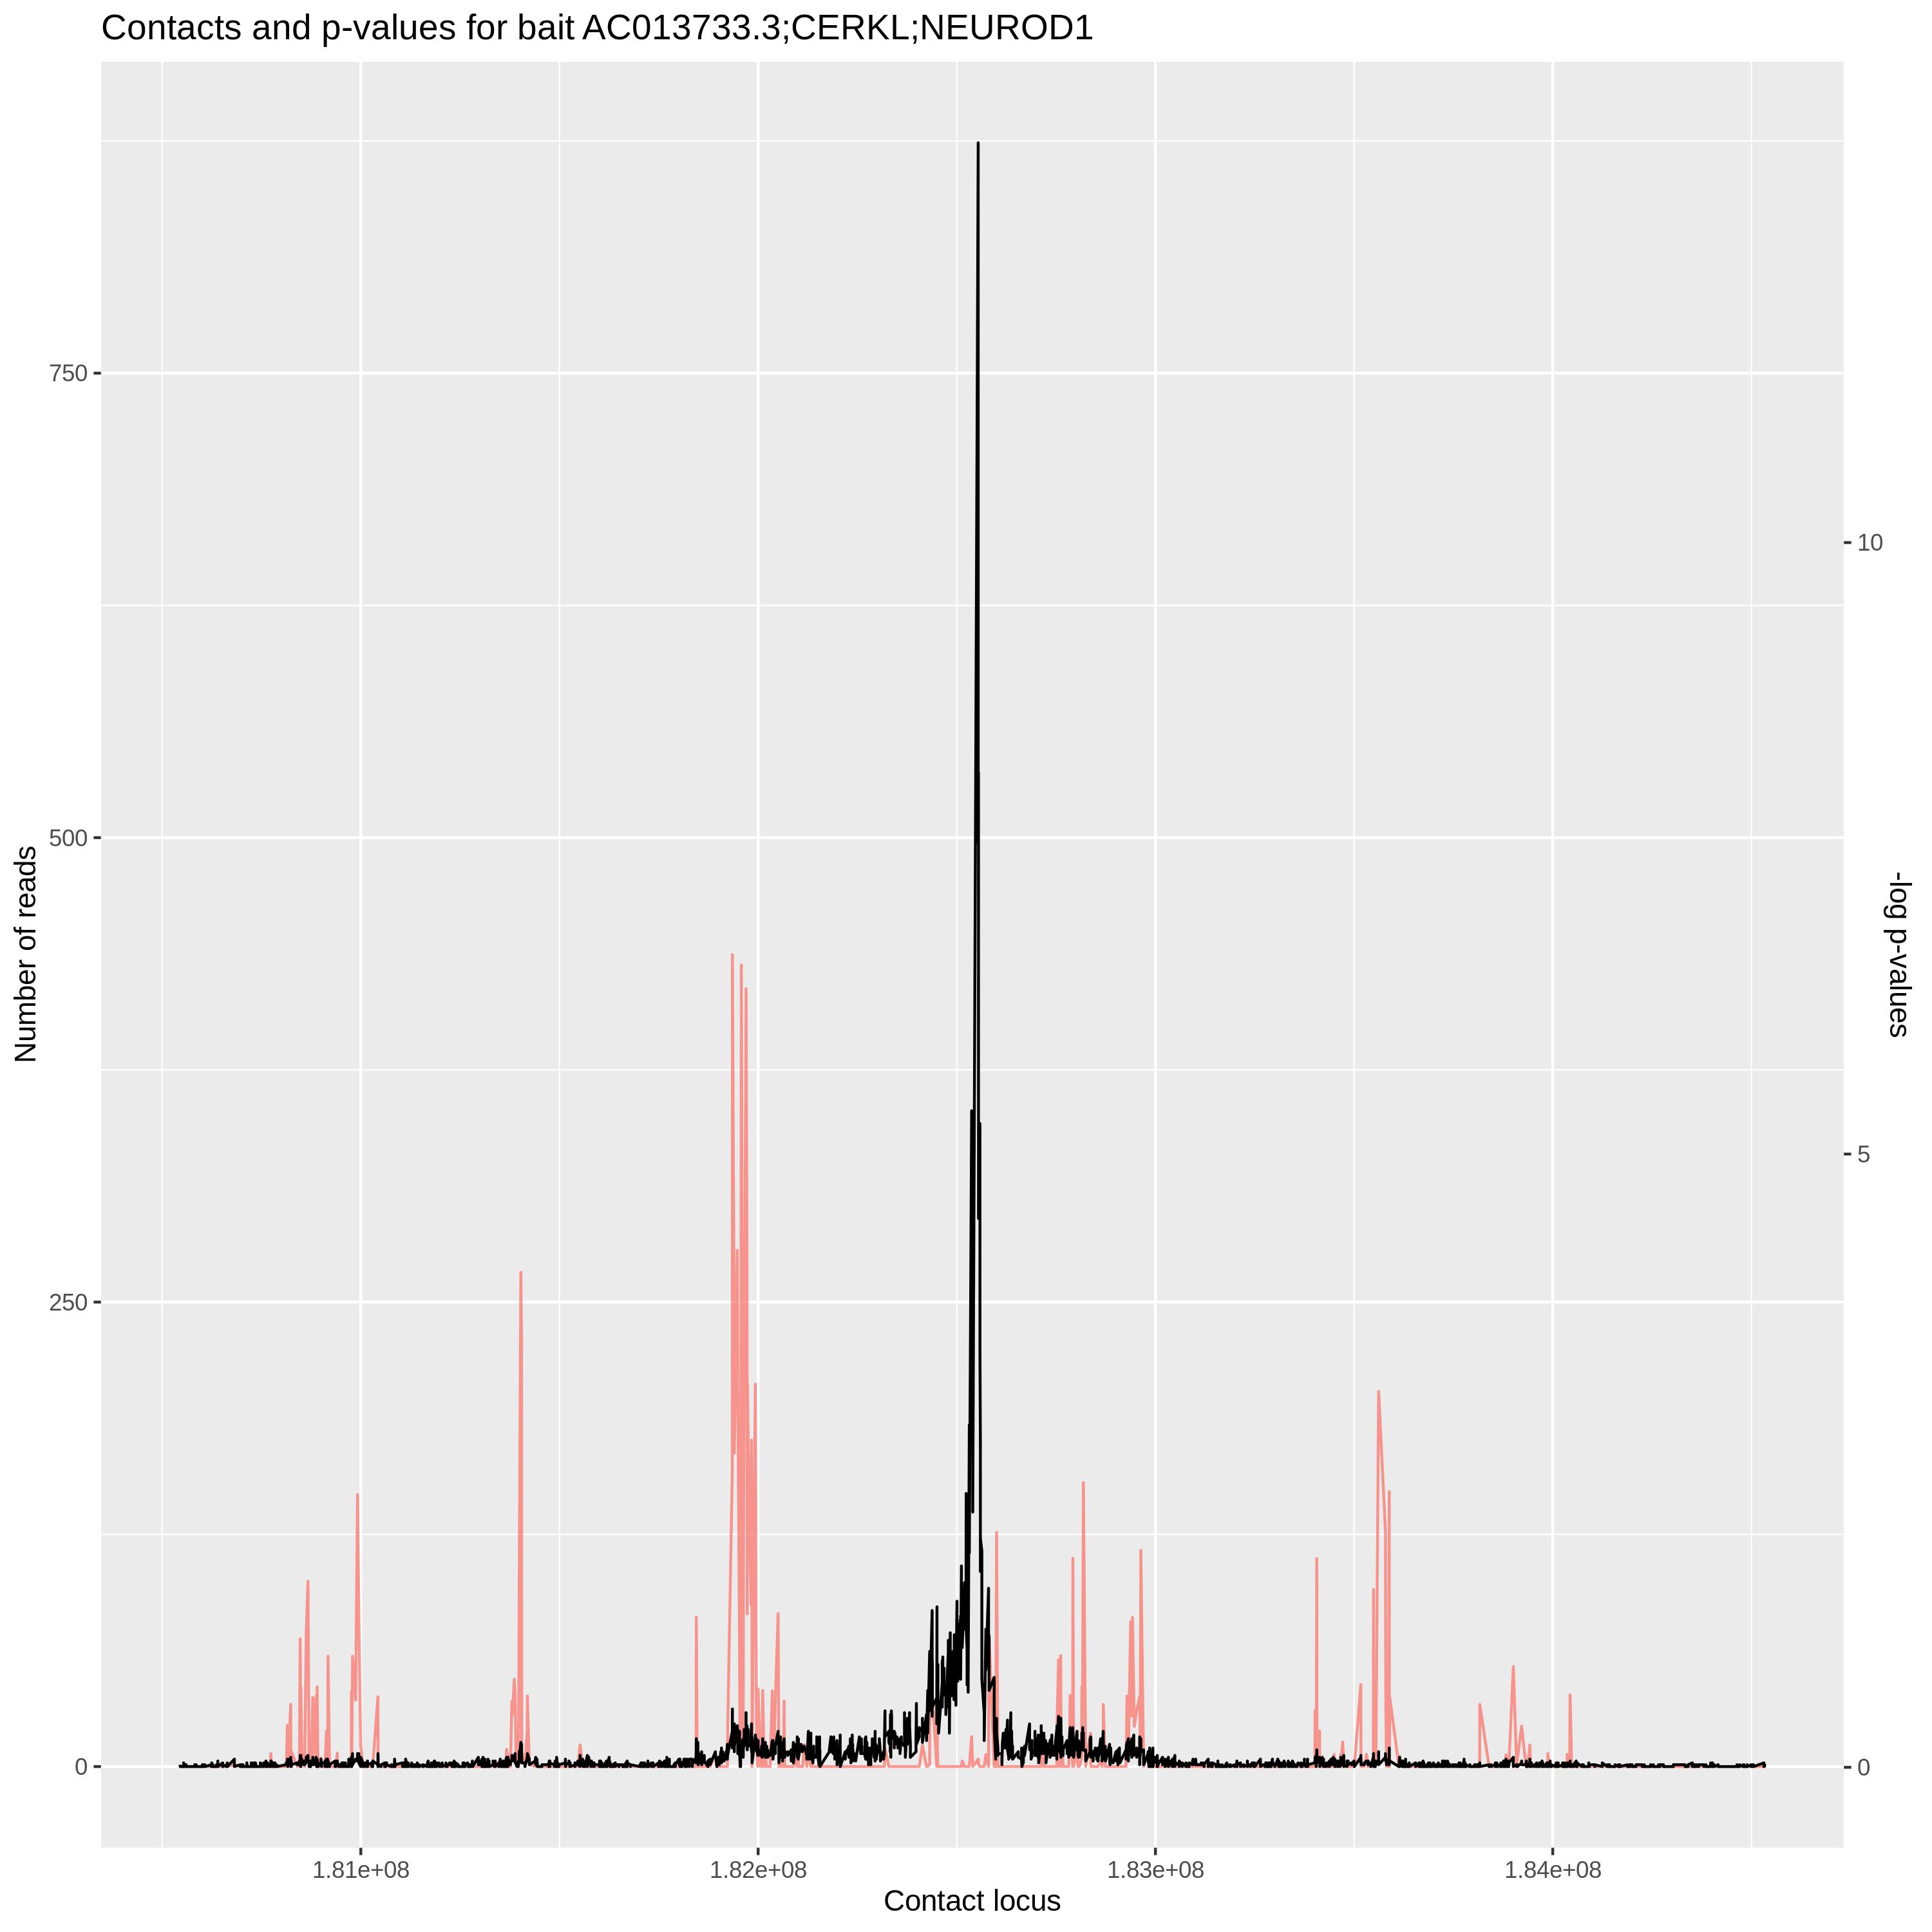 Contacts and p-values for bait AC013733.3;CERKL;NEUROD1
750
10
500
Number of reads
-log p-values
5
250
0
0
1.81e+08
1.82e+08
1.83e+08
1.84e+08
Contact locus